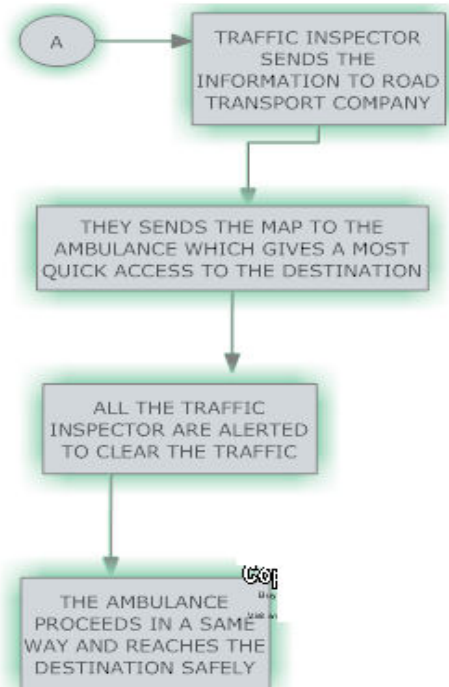 A
TRAFFIC INSPECTOR
SENDS THE
INFORMATION TO ROAD
TRANSPORT COMPANY
THEY SENDS THE MAP TO THE
AMBULANCE WHICH GIVES A MOST
QUICK ACCESS TO THE DESTINATION
ALL THE TRAFFIC
INSPECTOR ARE ALERTED
TO CLEAR THE TRAFFIC
THE AMBULANCE
PROCEEDS IN A SAME
WAY AND REACHES THE
DESTINATION SAFELY